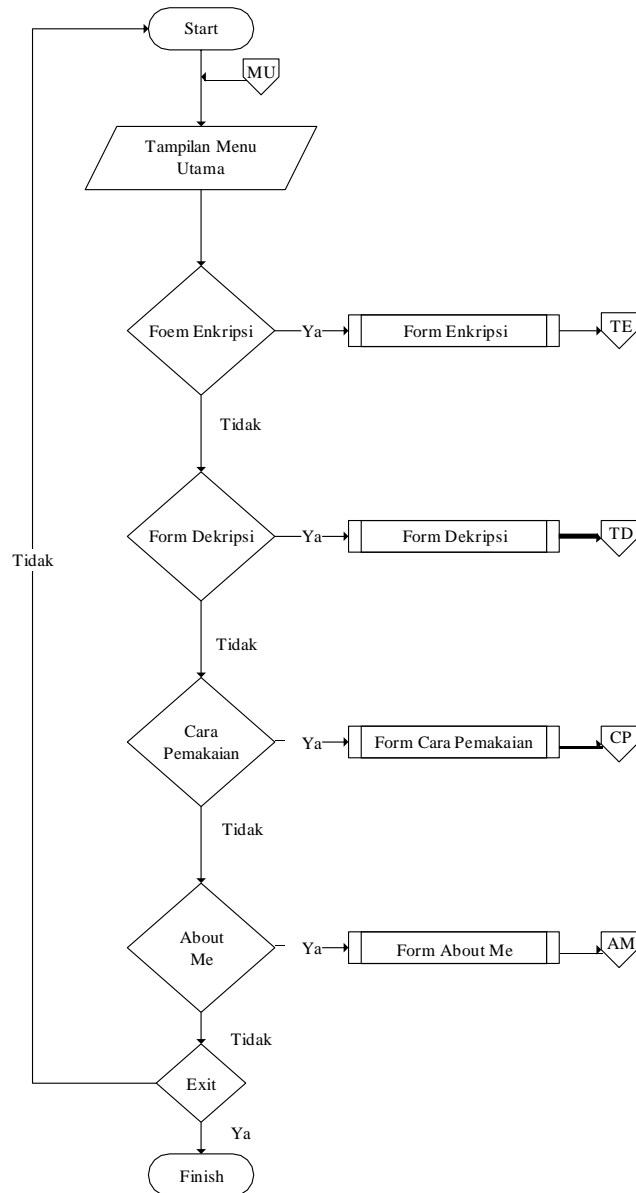 Start
MU
Tampilan Menu
Utama
Foem Enkripsi
Ya
Form Enkripsi
TE
Tidak
Form Dekripsi
Ya
Form Dekripsi
TD
Tidak
Tidak
Cara
Pemakaian
Ya
Form Cara Pemakaian
CP
Tidak
About
Me
Ya
Form About Me
AM
Tidak
Exit
Ya
Finish